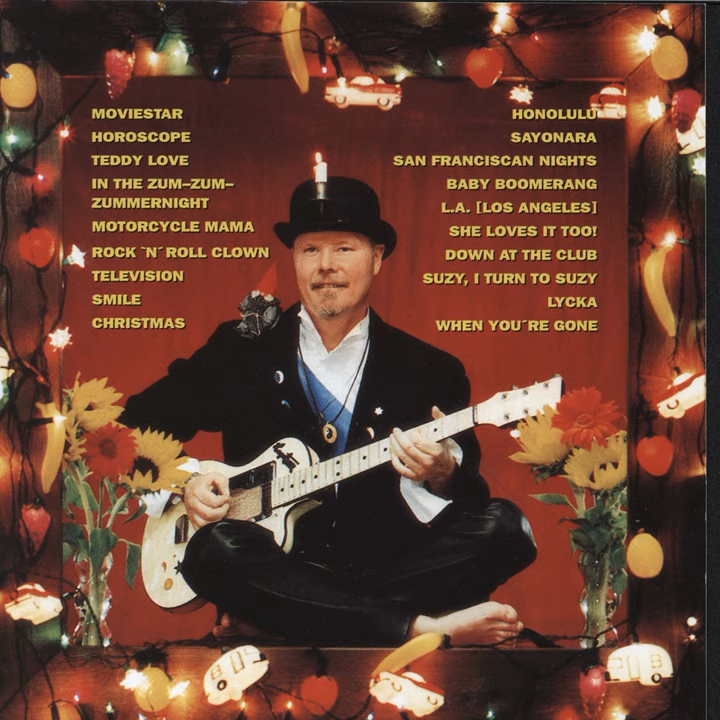 MOVIESTAR
HOROSCOPE
TEDDY LOVE
IN THE ZUM–ZUM–
ZUMMERNIGHT
MOTORCYCLE MAMA
ROCK `N´ ROLL CLOWN
TELEVISION
SMILE
CHRISTMAS
HONOLULU
SAYONARA
SAN FRANCISCAN NIGHTS
BABY BOOMERANG
L.A. [LOS ANGELES]
SHE LOVES IT TOO!
DOWN AT THE CLUB
SUZY, I TURN TO SUZY
LYCKA
WHEN YOU´RE GONE